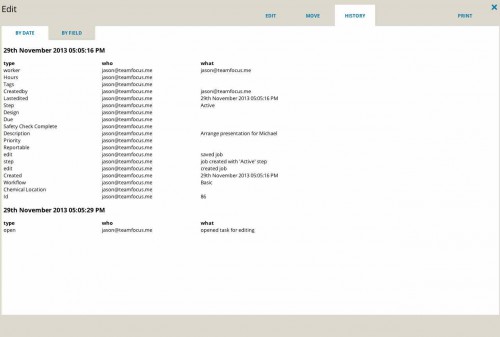 Edit
EDIT MOVE HISTORY PRINT
BY DATE BY FIELD
29th November 2013 05:05:16 PM
type who what
worker jason@teamfocus.me jason@teamfocus.me
Hours jason@teamfocus.me
Tags jason@teamfocus.me
Createdby jason@teamfocus.me jason@teamfocus.me
Lastedited jason@teamfocus.me 29th November 2013 05:05:16 PM
Step jason@teamfocus.me Active
Design jason@teamfocus.me
Due jason@teamfocus.me
Safety Check Complete jason@teamfocus.me
Description jason@teamfocus.me Arrange presentation for Michael
Priority jason@teamfocus.me
Reportable jason@teamfocus.me
edit jason@teamfocus.me saved job
step jason@teamfocus.me job created with 'Active' step
edit jason@teamfocus.me created job
Created jason@teamfocus.me 29th November 2013 05:05:16 PM
Workflow jason@teamfocus.me Basic
Chemical Location jason@teamfocus.me
Id jason@teamfocus.me 86
29th November 2013 05:05:29 PM
type who what
open jason@teamfocus.me opened task for editing